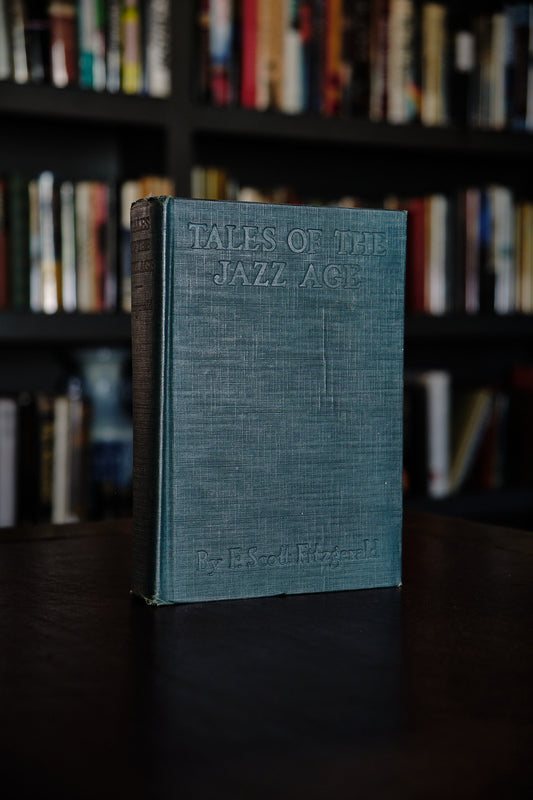 TALES OF THE
JAZZ AGE
By F. Scott Fitzgerald